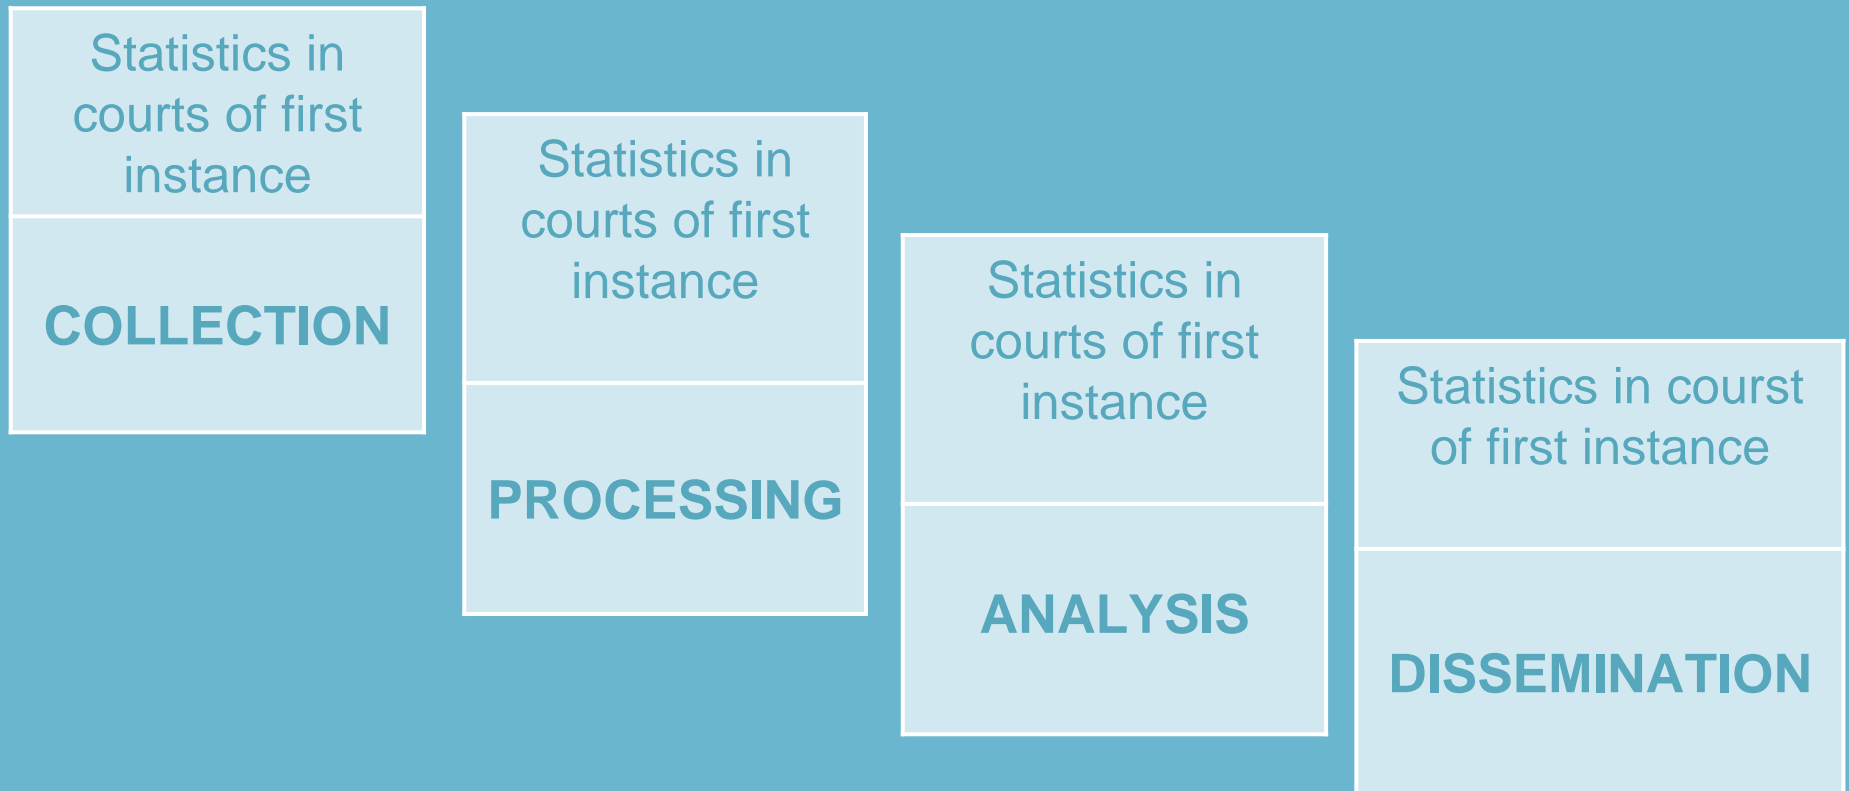 Statistics in
courts of first
instance
COLLECTION
Statistics in
courts of first
instance
PROCESSING
Statistics in
courts of first
instance
ANALYSIS
Statistics in courst
of first instance
DISSEMINATION